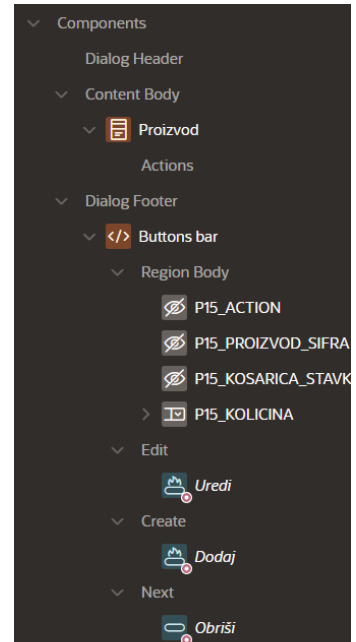 Components
Dialog Header
Content Body
Proizvod
Actions
Dialog Footer
Buttons bar
Region Body
P15_ACTION
P15_PROIZVOD_SIFRA
P15_KOSARICA_STAVK
P15_KOLICINA
Edit
Uredi
Create
Dodaj
Next
Obriši